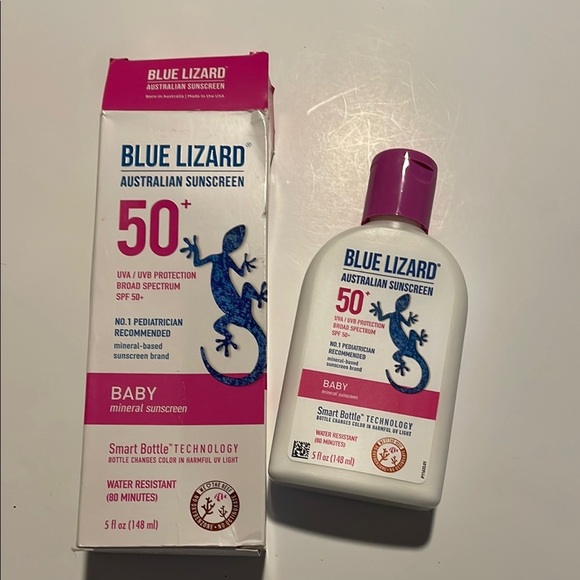 BLUE LIZARD
AUSTRALIAN SUNSCREEN
Born in Australia | Made in the USA
BLUE LIZARD®
AUSTRALIAN SUNSCREEN
50+
UVA / UVB PROTECTION
BROAD SPECTRUM
SPF 50+
NO.1 PEDIATRICIAN
RECOMMENDED
mineral-based
sunscreen brand
BABY
mineral sunscreen
Smart Bottle™ TECHNOLOGY
BOTTLE CHANGES COLOR IN HARMFUL UV LIGHT
WATER RESISTANT
(80 MINUTES)
5 fl oz (148 ml)
BLUE LIZARD®
AUSTRALIAN SUNSCREEN
50+
UVA / UVB PROTECTION
BROAD SPECTRUM
SPF 50+
NO.1 PEDIATRICIAN
RECOMMENDED
mineral-based
sunscreen brand
BABY
mineral sunscreen
Smart Bottle™ TECHNOLOGY
BOTTLE CHANGES COLOR IN HARMFUL UV LIGHT
WATER RESISTANT
(80 MINUTES)
5 fl oz (148 ml)